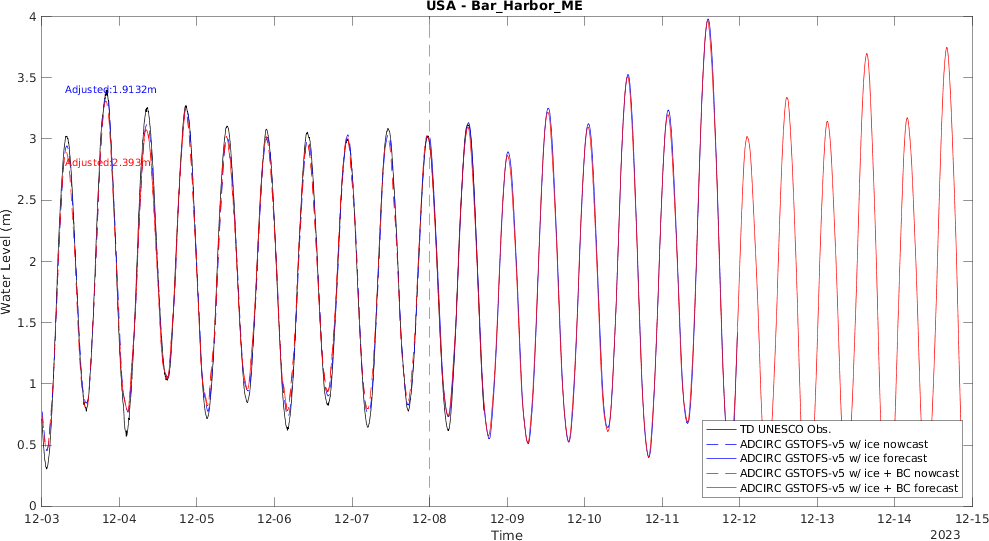 USA - Bar_Harbor_ME
Water Level (m)
4
3.5
3
2.5
2
1.5
1
0.5
0
Adjusted:1.9132m
Adjusted:2.393m
TD UNESCO Obs.
ADCIRC GSTOFS-v5 w/ ice nowcast
ADCIRC GSTOFS-v5 w/ ice forecast
ADCIRC GSTOFS-v5 w/ ice + BC nowcast
ADCIRC GSTOFS-v5 w/ ice + BC forecast
12-03 12-04 12-05 12-06 12-07 12-08 12-09 12-10 12-11 12-12 12-13 12-14 12-15
Time
2023